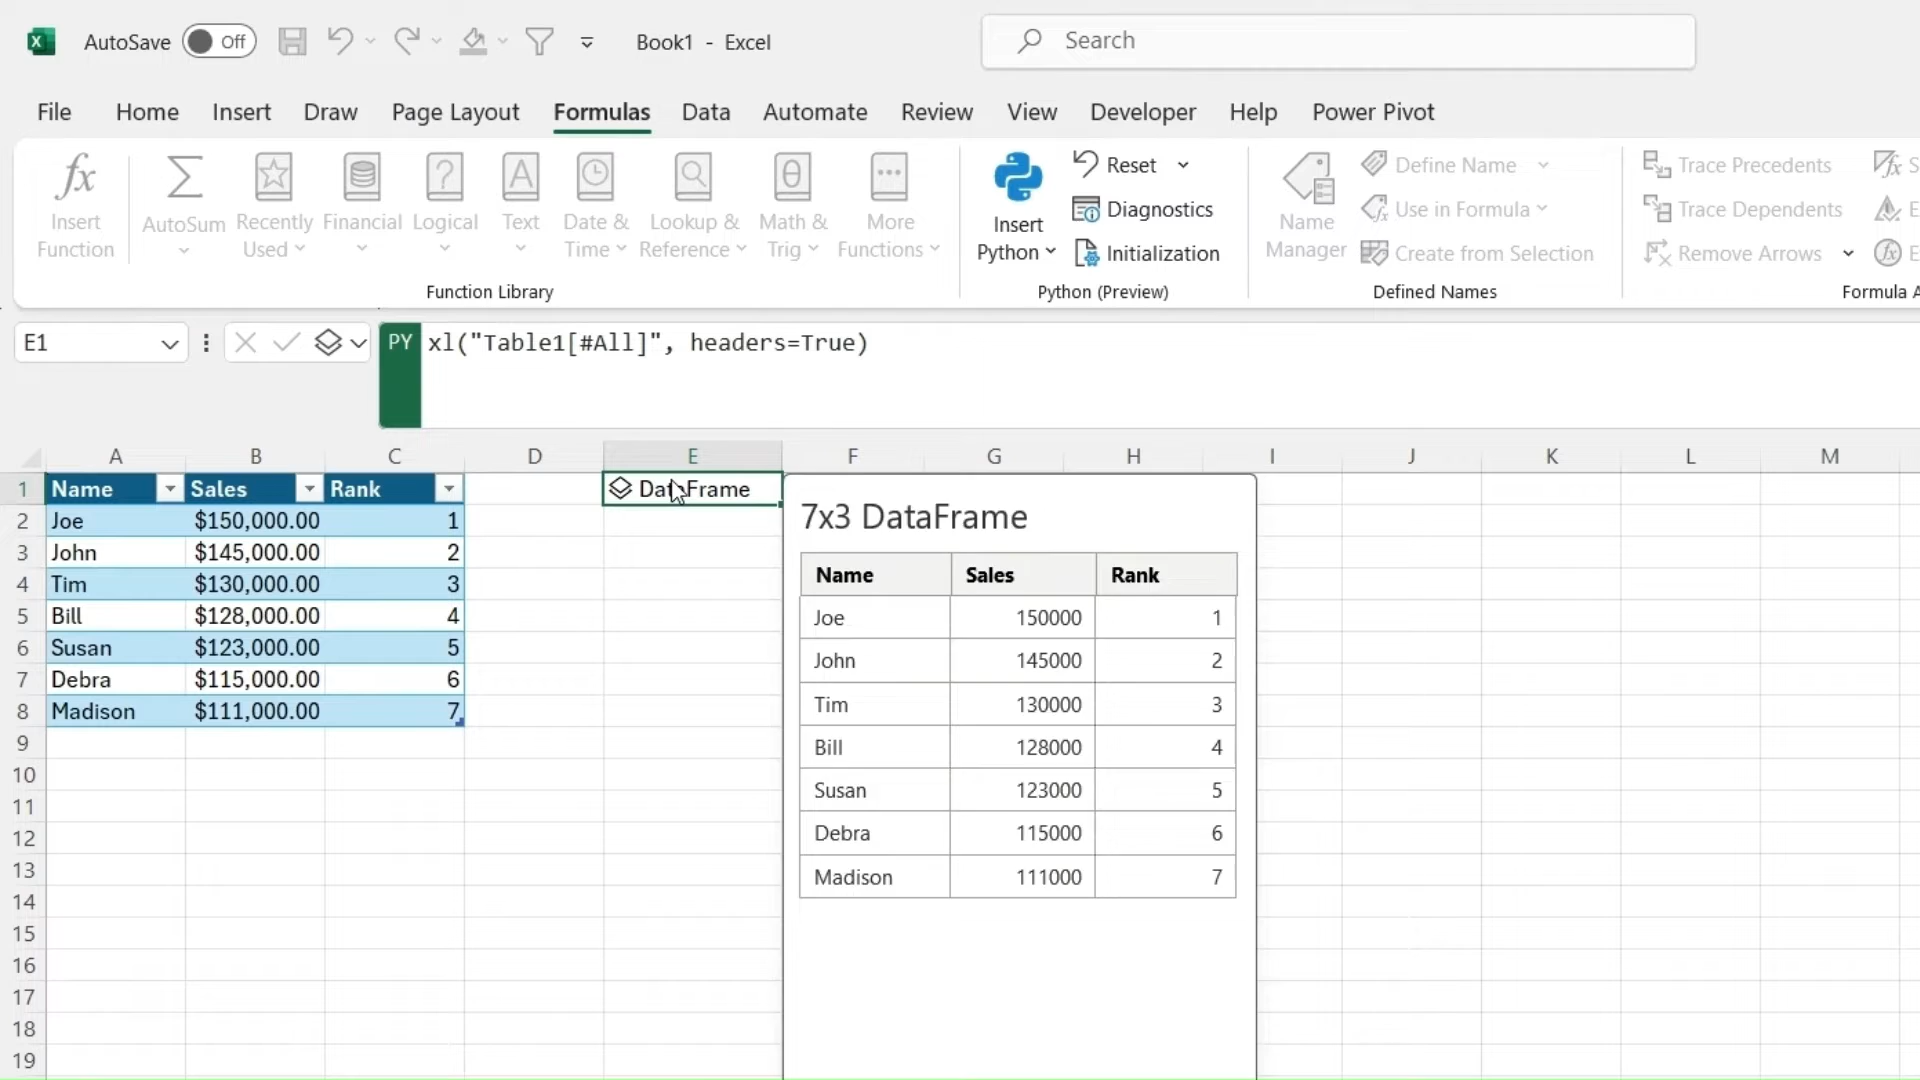 AutoSave Off Book1 - Excel Search
File Home Insert Draw Page Layout Formulas Data Automate Review View Developer Help Power Pivot
Insert Function
AutoSum
Recently Used
Financial
Logical
Text
Date & Time
Lookup & Reference
Math & Trig
More Functions
Function Library
Insert Python
Reset
Diagnostics
Initialization
Python (Preview)
Name Manager
Define Name
Use in Formula
Create from Selection
Defined Names
Trace Precedents
Trace Dependents
Remove Arrows
S
E
E
Formula A
E1 PY xl("Table1[#All]", headers=True)
A B C D E F G H I J K L M
1 Name Sales Rank DataFrame
2 Joe $150,000.00 1
3 John $145,000.00 2
4 Tim $130,000.00 3
5 Bill $128,000.00 4
6 Susan $123,000.00 5
7 Debra $115,000.00 6
8 Madison $111,000.00 7
9
10
11
12
13
14
15
16
17
18
19
7x3 DataFrame
Name Sales Rank
Joe 150000 1
John 145000 2
Tim 130000 3
Bill 128000 4
Susan 123000 5
Debra 115000 6
Madison 111000 7